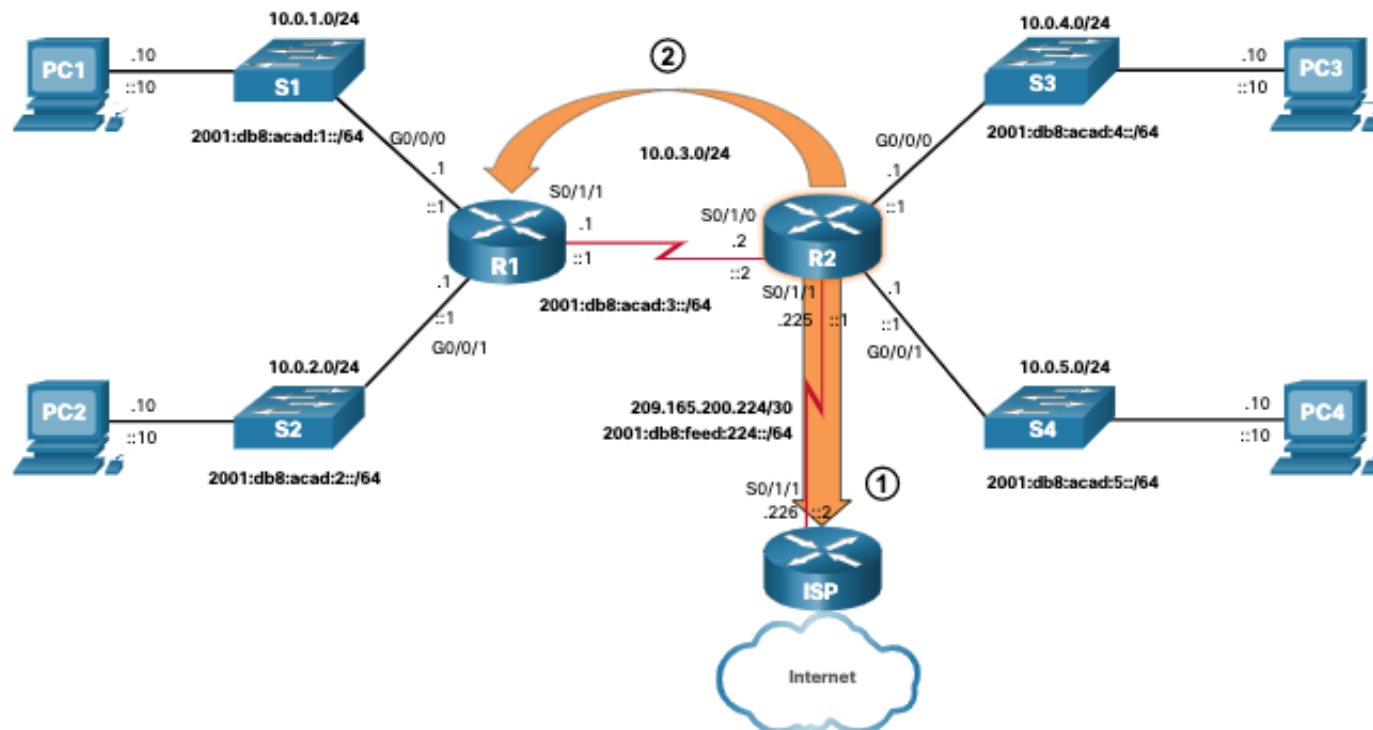 10.0.1.0/24
10.0.4.0/24
②
PC1
.10
::10
S1
S3
.10
::10
PC3
2001:db8:acad:1::/64
G0/0/0
10.0.3.0/24
G0/0/0
2001:db8:acad:4::/64
.1
::1
S0/1/1
S0/1/0
.1
::1
R1
.1
::1
.2
::2
R2
.1
::1
G0/0/1
2001:db8:acad:3::/64
S0/1/1
.225
::1
.1
::1
G0/0/1
10.0.2.0/24
10.0.5.0/24
PC2
.10
::10
S2
209.165.200.224/30
2001:db8:feed:224::/64
S4
.10
::10
PC4
2001:db8:acad:2::/64
S0/1/1
.226
::2
①
2001:db8:acad:5::/64
ISP
Internet